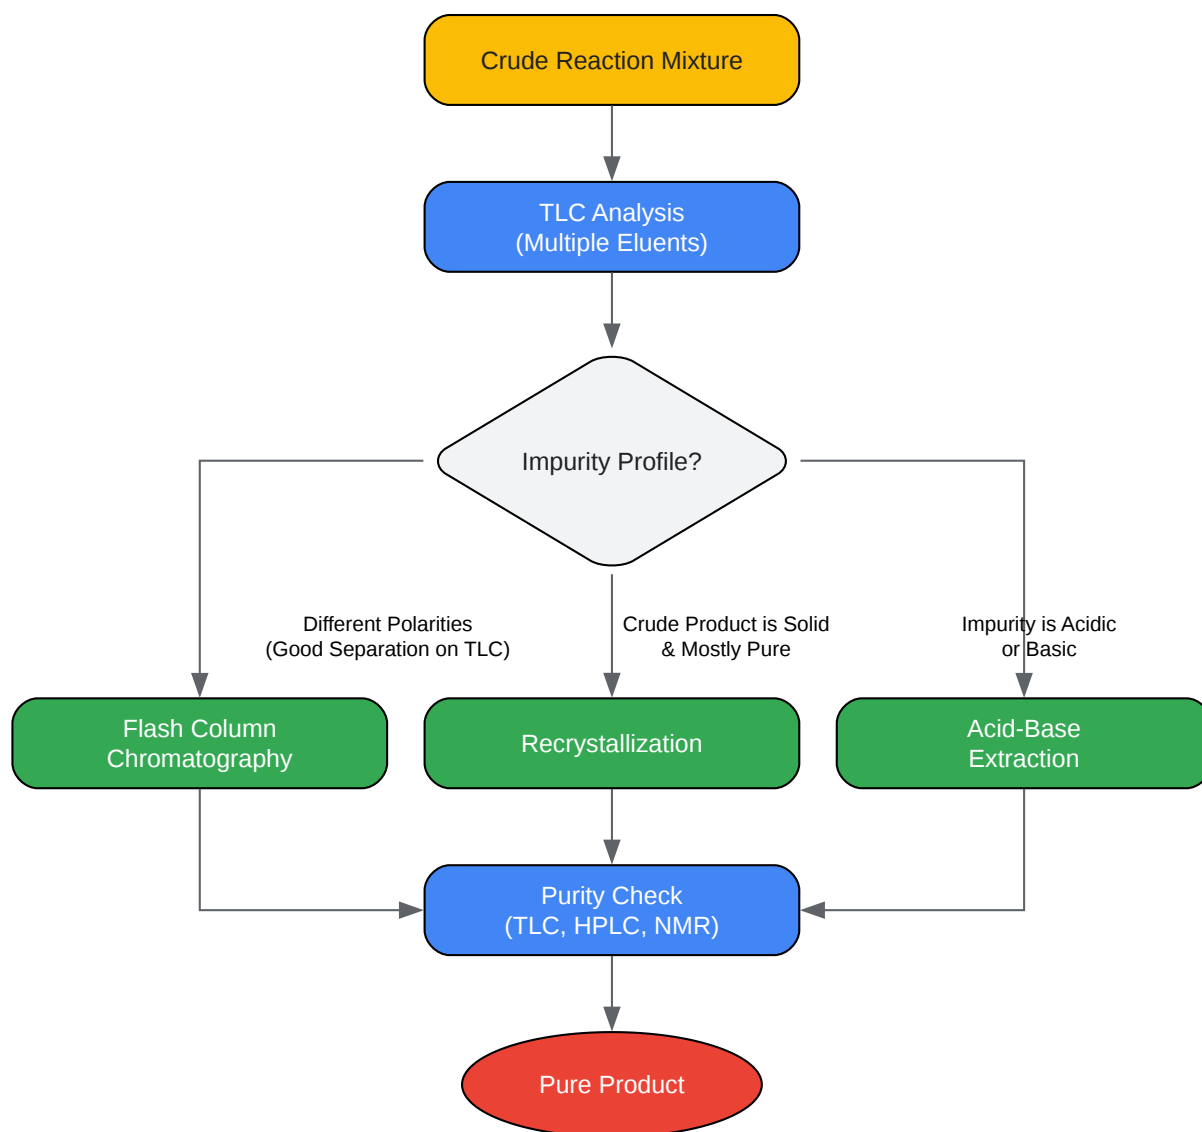 Crude Reaction Mixture
TLC Analysis
(Multiple Eluents)
Impurity Profile?
Different Polarities
(Good Separation on TLC)
Crude Product is Solid
& Mostly Pure
Impurity is Acidic
or Basic
Flash Column
Chromatography
Recrystallization
Acid-Base
Extraction
Purity Check
(TLC, HPLC, NMR)
Pure Product